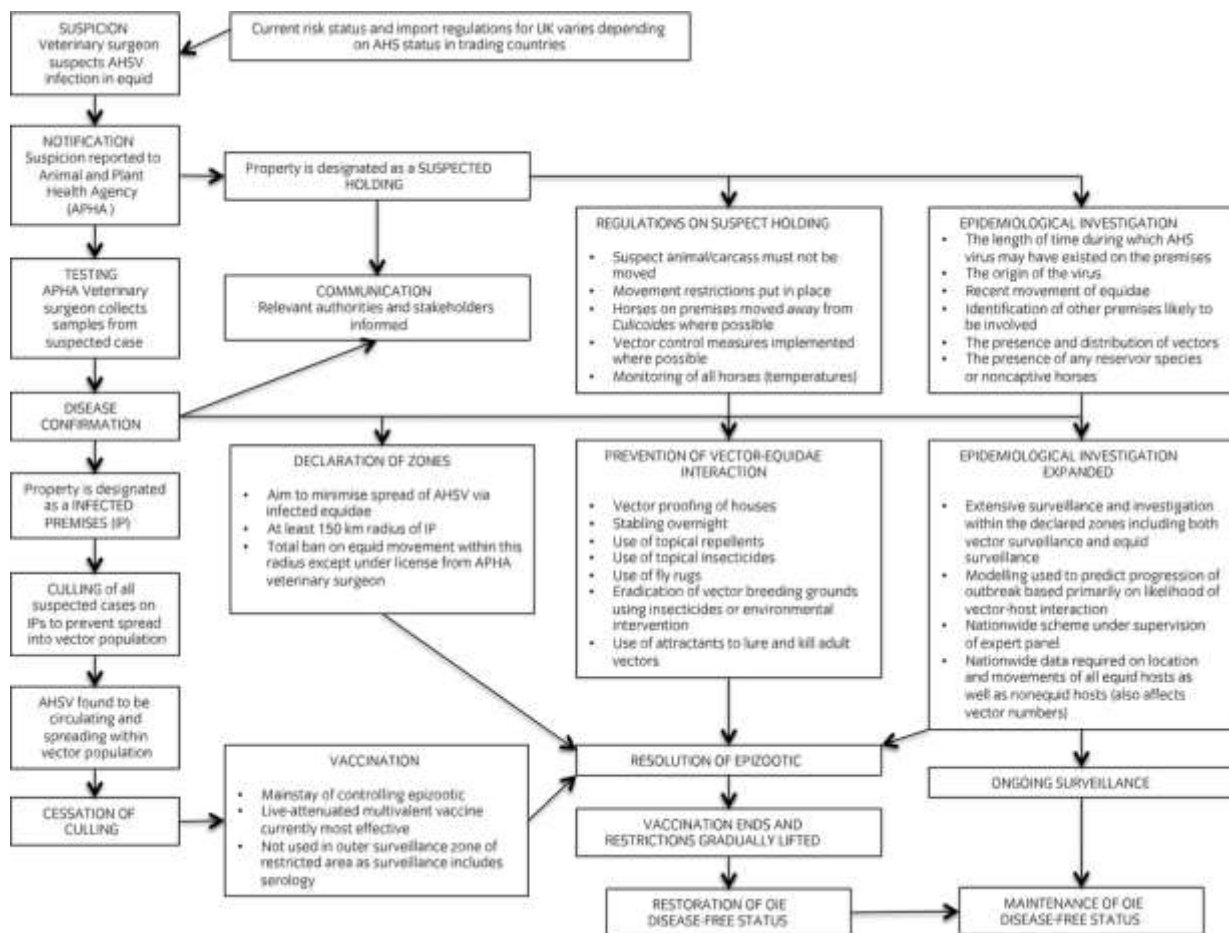 SUSPICION
Veterinary surgeon
suspects AHSV
infection in equid
Current risk status and import regulations for UK varies depending
on AHS status in trading countries
NOTIFICATION
Suspicion reported to
Animal and Plant
Health Agency
(APHA )
Property is designated as a SUSPECTED
HOLDING
TESTING
APHA Veterinary
surgeon collects
samples from
suspected case
COMMUNICATION
Relevant authorities and stakeholders
informed
REGULATIONS ON SUSPECT HOLDING
• Suspect animal/carcass must not be
moved
• Movement restrictions put in place
• Horses on premises moved away from
Culicoides where possible
• Vector control measures implemented
where possible
• Monitoring of all horses (temperatures)
EPIDEMIOLOGICAL INVESTIGATION
• The length of time during which AHS
virus may have existed on the premises
• The origin of the virus
• Recent movement of equidae
• Identification of other premises likely to
be involved
• The presence and distribution of vectors
• The presence of any reservoir species
or noncaptive horses
DISEASE
CONFIRMATION
Property is designated
as a INFECTED
PREMISES (IP)
DECLARATION OF ZONES
• Aim to minimise spread of AHSV via
infected equidae
• At least 150 km radius of IP
• Total ban on equid movement within this
radius except under license from APHA
veterinary surgeon
PREVENTION OF VECTOR-EQUIDAE
INTERACTION
• Vector proofing of houses
• Stabling overnight
• Use of topical repellents
• Use of topical insecticides
• Use of fly rugs
• Eradication of vector breeding grounds
using insecticides or environmental
intervention
• Use of attractants to lure and kill adult
vectors
EPIDEMIOLOGICAL INVESTIGATION
EXPANDED
• Extensive surveillance and investigation
within the declared zones including both
vector surveillance and equid
surveillance
• Modelling used to predict progression of
outbreak based primarily on likelihood of
vector-host interaction
• Nationwide scheme under supervision
of expert panel
• Nationwide data required on location
and movements of all equid hosts as
well as nonequid hosts (also affects
vector numbers)
CULLING of all
suspected cases on
IPs to prevent spread
into vector population
AHSV found to be
circulating and
spreading within
vector population
CESSATION OF
CULLING
VACCINATION
• Mainstay of controlling epizootic
• Live-attenuated multivalent vaccine
currently most effective
• Not used in outer surveillance zone of
restricted area as surveillance includes
serology
RESOLUTION OF EPIZOOTIC
ONGOING SURVEILLANCE
VACCINATION ENDS AND
RESTRICTIONS GRADUALLY LIFTED
RESTORATION OF OIE
DISEASE-FREE STATUS
MAINTENANCE OF OIE
DISEASE-FREE STATUS